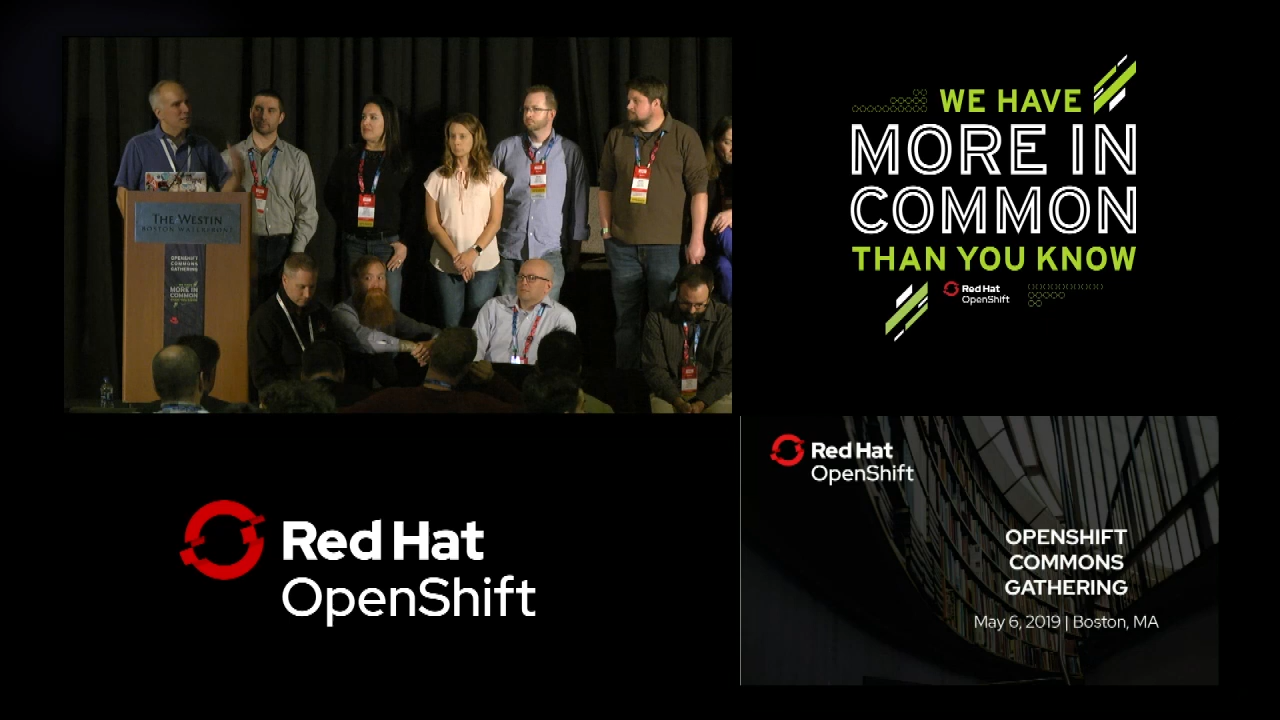 THE WESTIN
BOSTON WATERFRONT
OPENSHIFT
COMMONS
GATHERING
MORE IN
COMMON
WE HAVE
MORE IN
COMMON
THAN YOU KNOW
Red Hat
OpenShift
Red Hat
OpenShift
Red Hat
OpenShift
OPENSHIFT
COMMONS
GATHERING
May 6, 2019 | Boston, MA